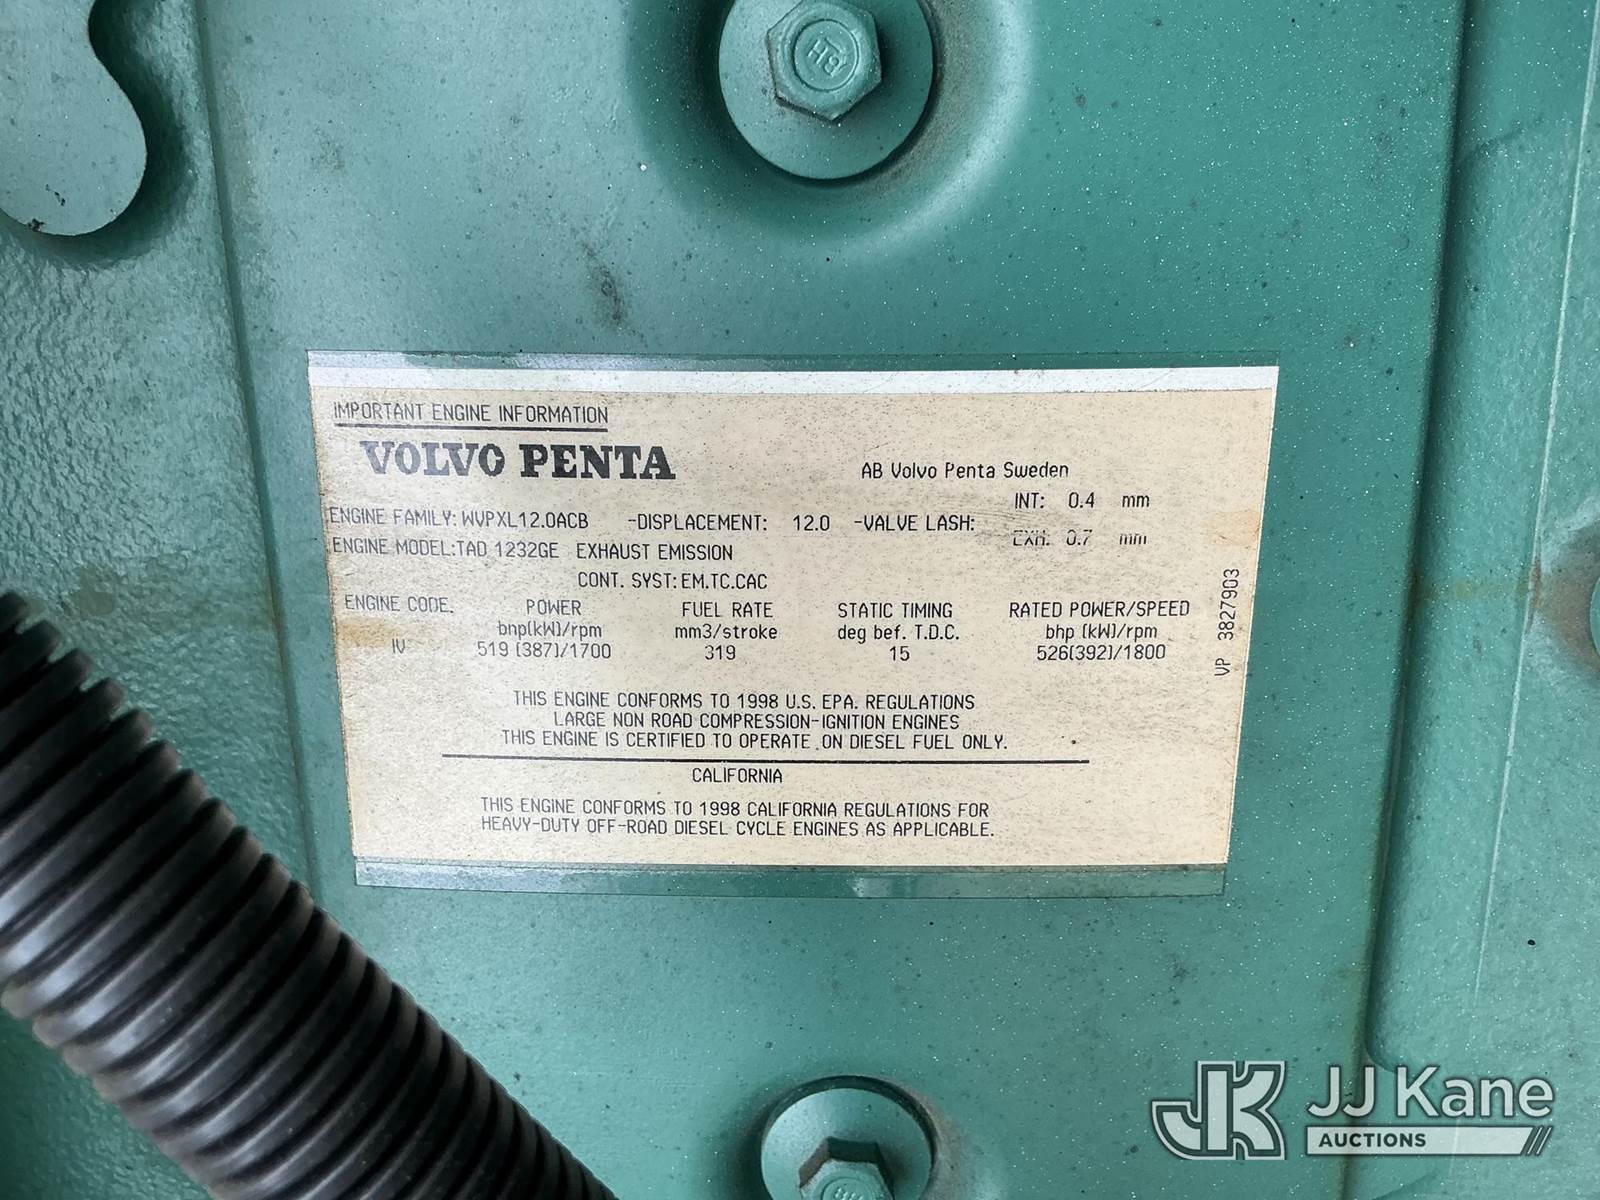 IMPORTANT ENGINE INFORMATION
VOLVO PENTA
AB Volvo Penta Sweden
ENGINE FAMILY: WVPXL12.0ACB -DISPLACEMENT: 12.0 -VALVE LASH: INT: 0.4 mm
EXH: 0.7 mm
ENGINE MODEL:TAD 1232GE EXHAUST EMISSION
CONT. SYST:EM.TC.CAC
ENGINE CODE. POWER FUEL RATE STATIC TIMING RATED POWER/SPEED
bhp(kW)/rpm mm3/stroke deg bef. T.D.C. bhp (kW)/rpm
IV 519 (387)/1700 319 15 526(392)/1800
VP 3827903
THIS ENGINE CONFORMS TO 1998 U.S. EPA. REGULATIONS
LARGE NON ROAD COMPRESSION-IGNITION ENGINES
THIS ENGINE IS CERTIFIED TO OPERATE ON DIESEL FUEL ONLY.
CALIFORNIA
THIS ENGINE CONFORMS TO 1998 CALIFORNIA REGULATIONS FOR
HEAVY-DUTY OFF-ROAD DIESEL CYCLE ENGINES AS APPLICABLE.
JK JJ Kane
AUCTIONS